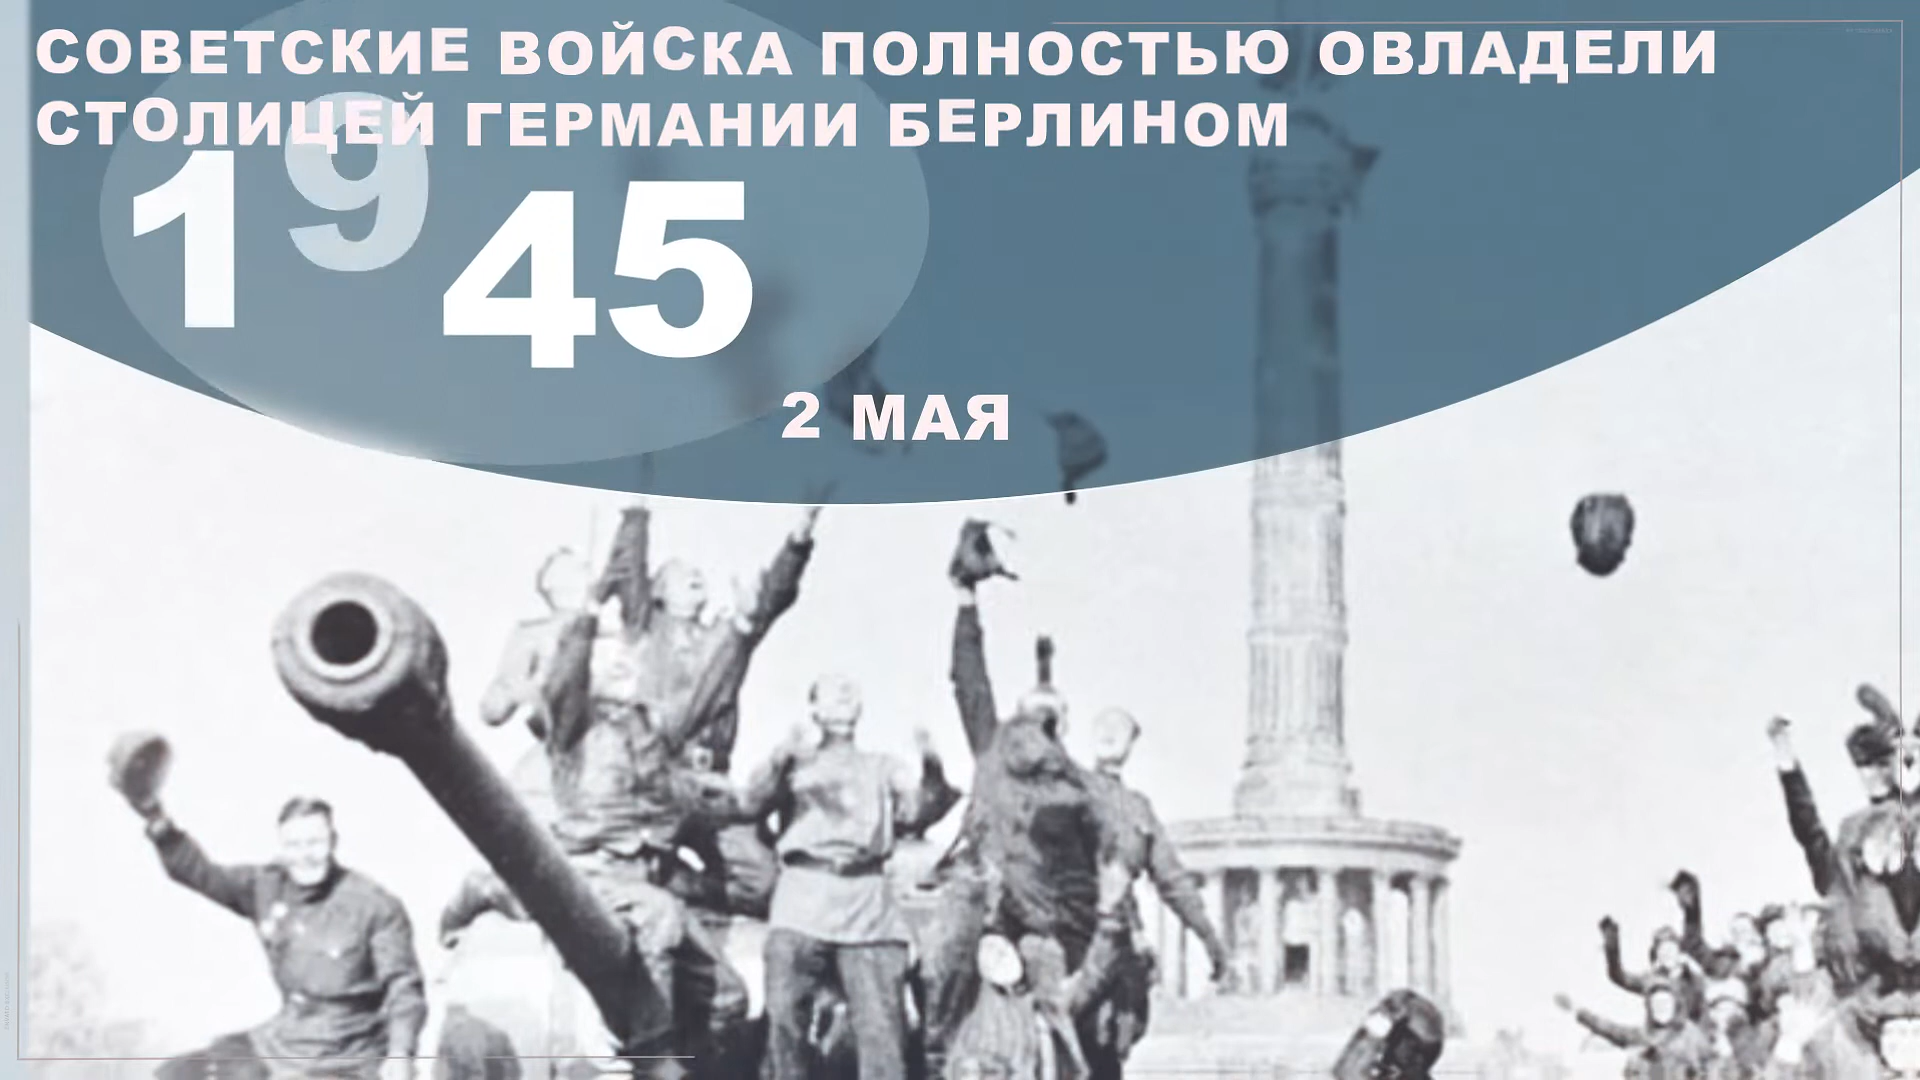 СОВЕТСКИЕ ВОЙСКА ПОЛНОСТЬЮ ОВЛАДЕЛИ
СТОЛИЦЕЙ ГЕРМАНИИ БЕРЛИНОМ
1945
2 МАЯ